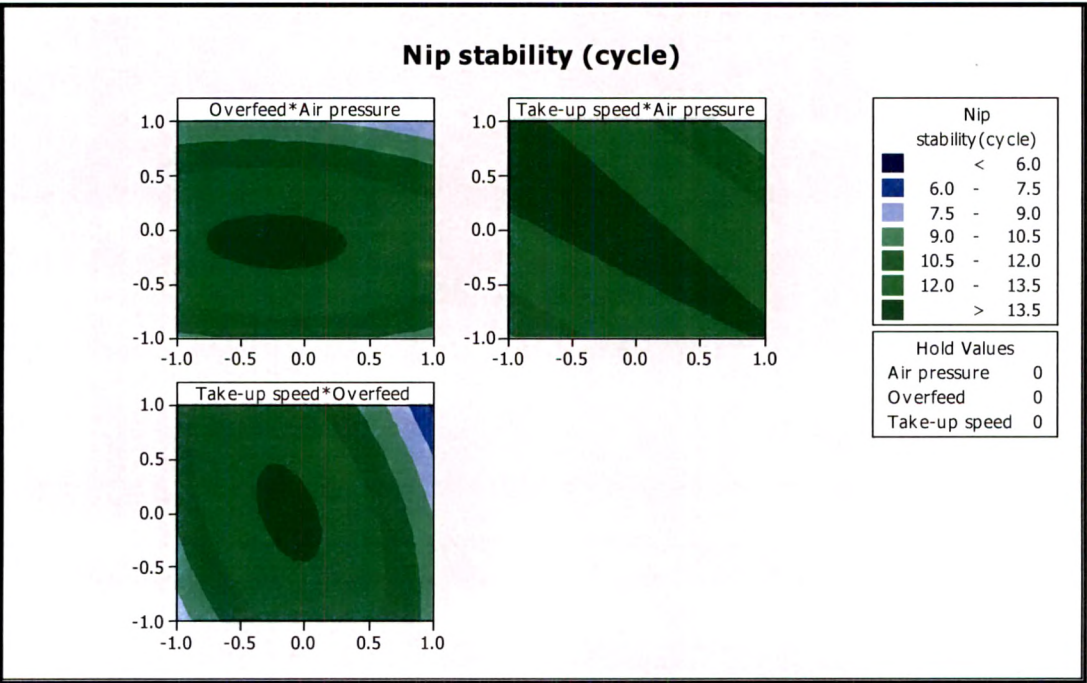 Nip stability (cycle)
Overfeed*Air pressure
1.0
0.5
0.0
-0.5
-1.0
-1.0 -0.5 0.0 0.5 1.0
Take-up speed*Air pressure
1.0
0.5
0.0
-0.5
-1.0
-1.0 -0.5 0.0 0.5 1.0
Take-up speed*Overfeed
1.0
0.5
0.0
-0.5
-1.0
-1.0 -0.5 0.0 0.5 1.0
Nip
stability(cycle)
< 6.0
6.0 - 7.5
7.5 - 9.0
9.0 - 10.5
10.5 - 12.0
12.0 - 13.5
> 13.5
Hold Values
Air pressure 0
Overfeed 0
Take-up speed 0